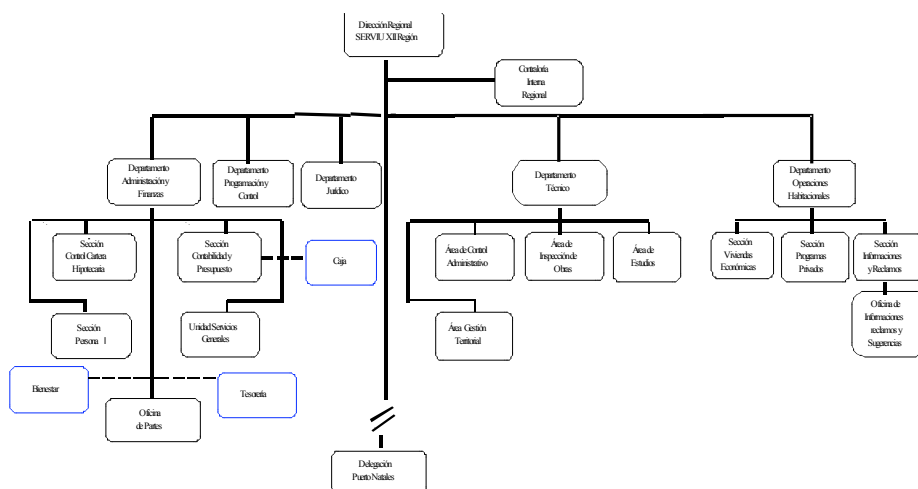 Dirección Regional
SERVIU XII Región
Contraloría
Interna
Regional
Departamento
Administración y
Finanzas
Departamento
Programación y
Control
Departamento
Jurídico
Departamento
Técnico
Departamento
Operaciones
Habitacionales
Sección
Control Cartera
Hipotecaria
Sección
Contabilidad y
Presupuesto
Caja
Área de Control
Administrativo
Área de
Inspección de
Obras
Área de
Estudios
Sección
Viviendas
Económicas
Sección
Programas
Privados
Sección
Informaciones
y Reclamos
Sección
Persona l
Unidad Servicios
Generales
Área Gestión
Territorial
Oficina de
Informaciones
reclamos y
Sugerencias
Bienestar
Tesorería
Oficina
de Partes
Delegación
Puerto Natales